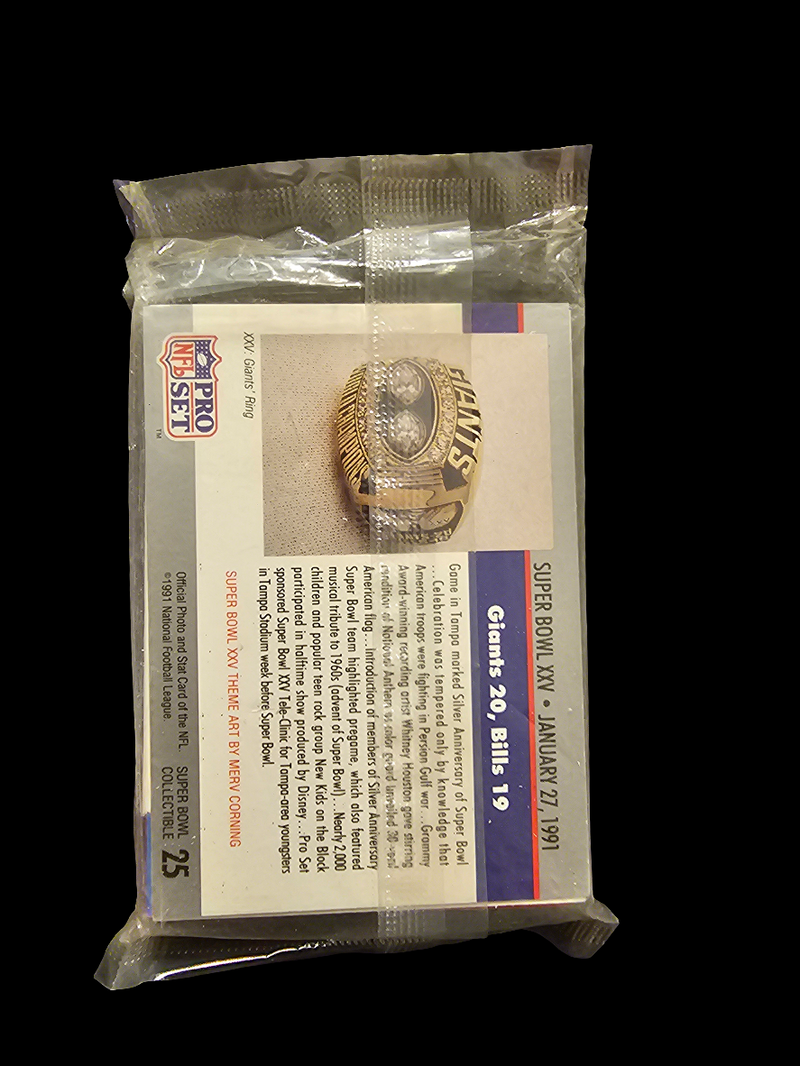 SUPER BOWL XXV • JANUARY 27, 1991
Giants 20, Bills 19
GIANTS
XXV: Giants' Ring
Game in Tampa marked Silver Anniversary of Super Bowl
...Celebration was tempered only by knowledge that
American troops were fighting in Persian Gulf war...Grammy
Award-winning recording artist Whitney Houston gave stirring
rendition of National Anthem as color guard unveiled 30-yard
American flag...Introduction of members of Silver Anniversary
Super Bowl team highlighted pregame, which also featured
musical tribute to 1960s (advent of Super Bowl)...Nearly 2,000
children and popular teen rock group New Kids on the Block
participated in halftime show produced by Disney...Pro Set
sponsored Super Bowl XXV Tele-Clinic for Tampa-area youngsters
in Tampa Stadium week before Super Bowl.
SUPER BOWL XXV THEME ART BY MERV CORNING
PRO
NFL SET
TM
Official Photo and Stat Card of the NFL.
©1991 National Football League.
SUPER BOWL
COLLECTIBLE 25